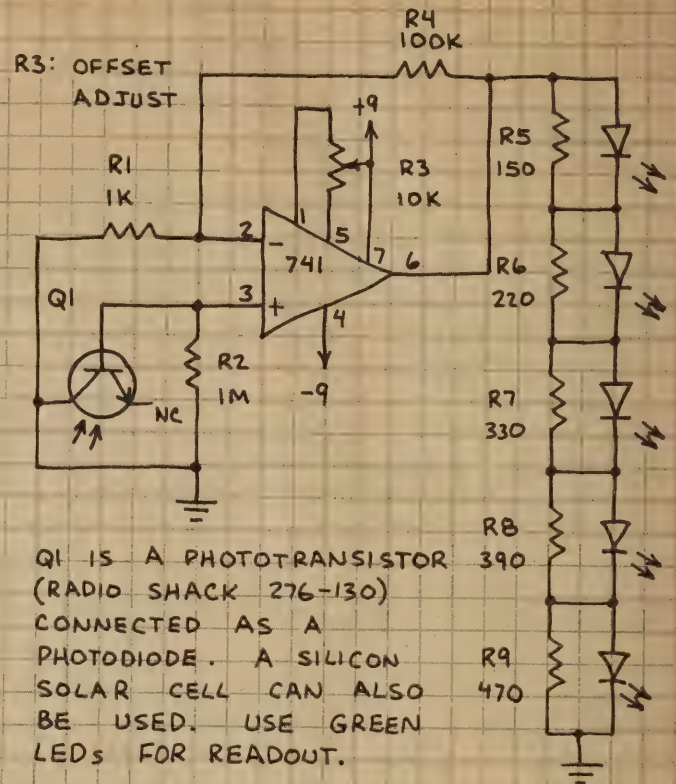 R4
100K
R3: OFFSET
ADJUST
+9
R1
1K
R3
10K
R5
150
1
5
2
-
741
7
6
R6
220
Q1
3
+
4
R2
1M
-9
NC
R7
330
R8
390
Q1 IS A PHOTOTRANSISTOR
(RADIO SHACK 276-130)
CONNECTED AS A
PHOTODIODE. A SILICON
SOLAR CELL CAN ALSO
BE USED. USE GREEN
LEDs FOR READOUT.
R9
470